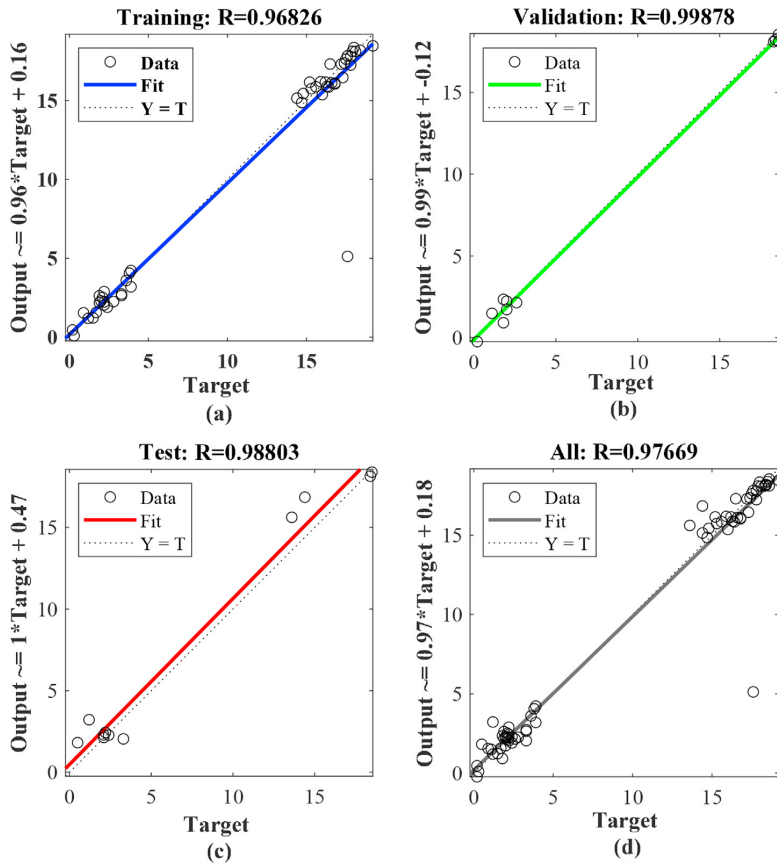 Training: R=0.96826
Output ~= 0.96*Target + 0.16
Data
Fit
Y = T
15
10
5
0
0 5 10 15
Target
(a)
Validation: R=0.99878
Output ~= 0.99*Target + -0.12
Data
Fit
Y = T
15
10
5
0
0 5 10 15
Target
(b)
Test: R=0.98803
Output ~= 1*Target + 0.47
Data
Fit
Y = T
15
10
5
0
0 5 10 15
Target
(c)
All: R=0.97669
Output ~= 0.97*Target + 0.18
Data
Fit
Y = T
15
10
5
0
0 5 10 15
Target
(d)